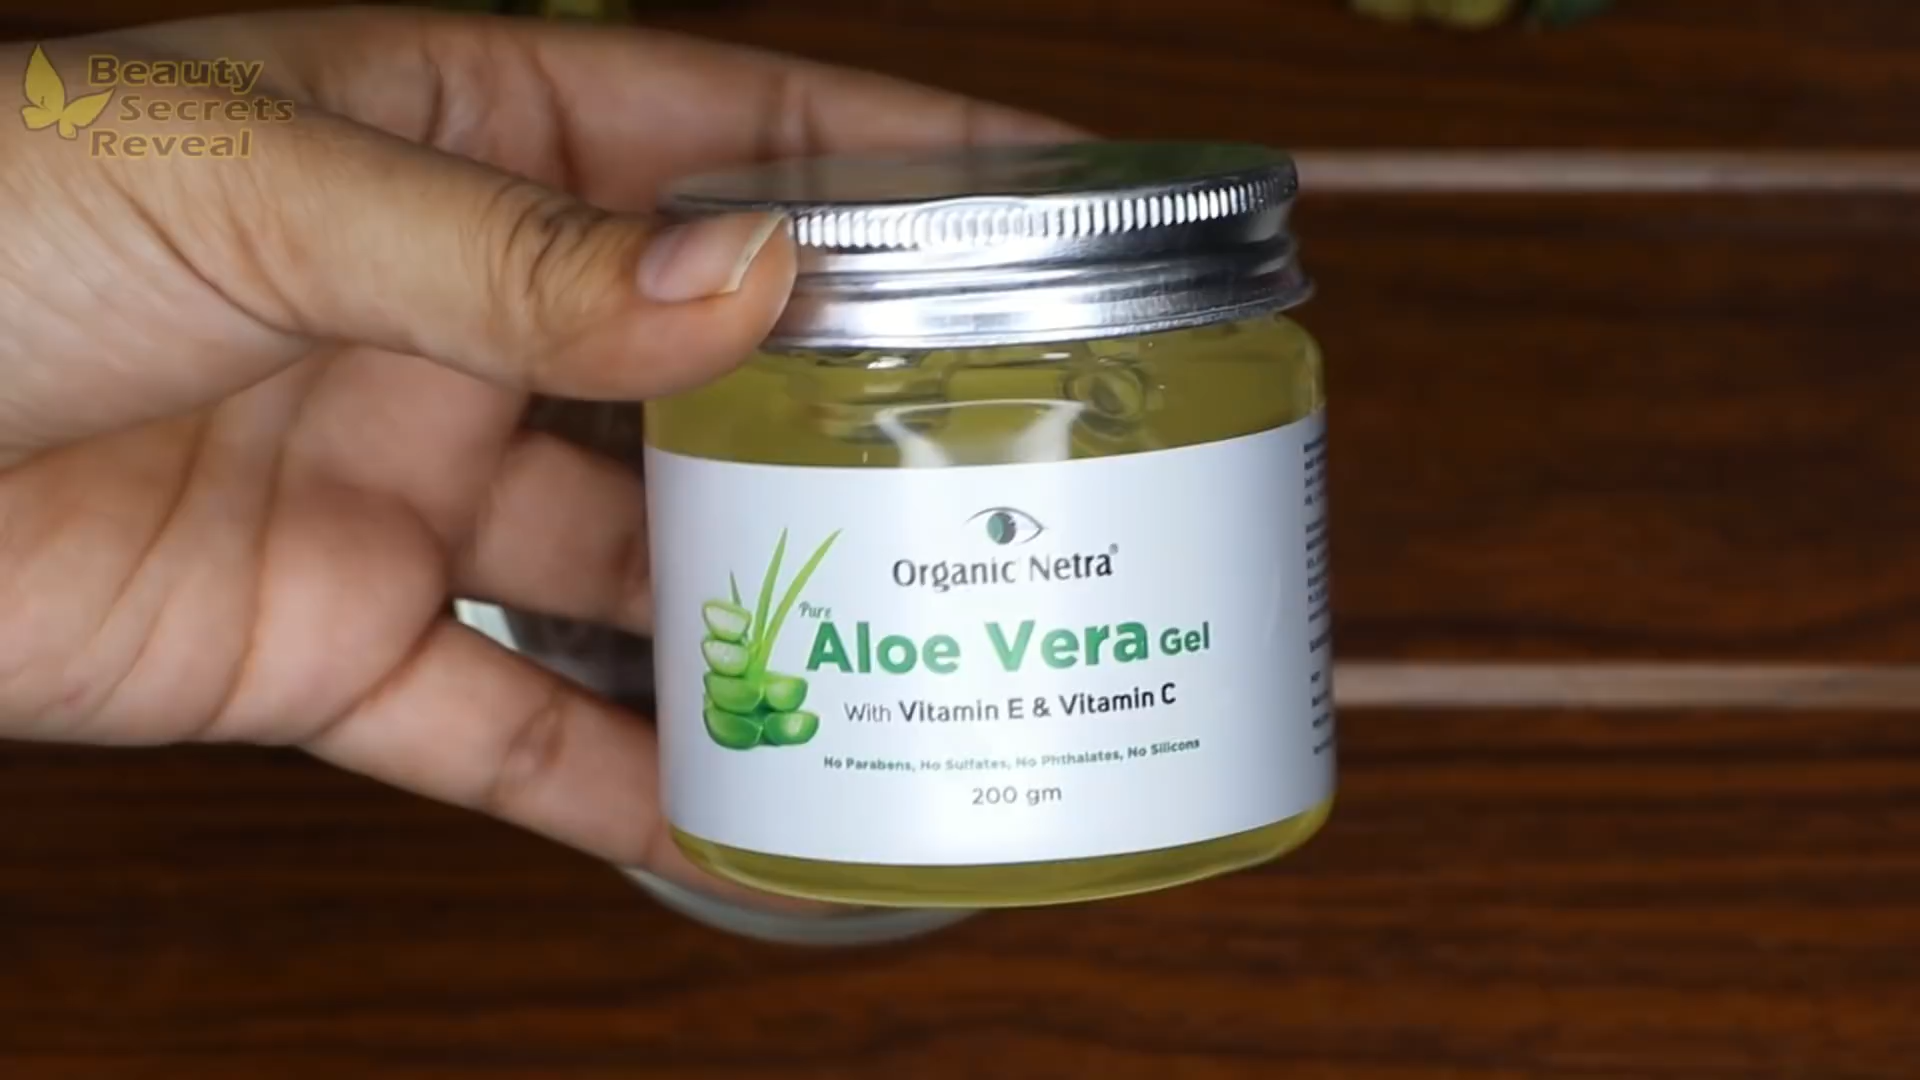 Beauty
Secrets
Reveal
Organic Netra®
Pure
Aloe Vera Gel
With Vitamin E & Vitamin C
No Parabens, No Sulfates, No Phthalates, No Silicons
200 gm